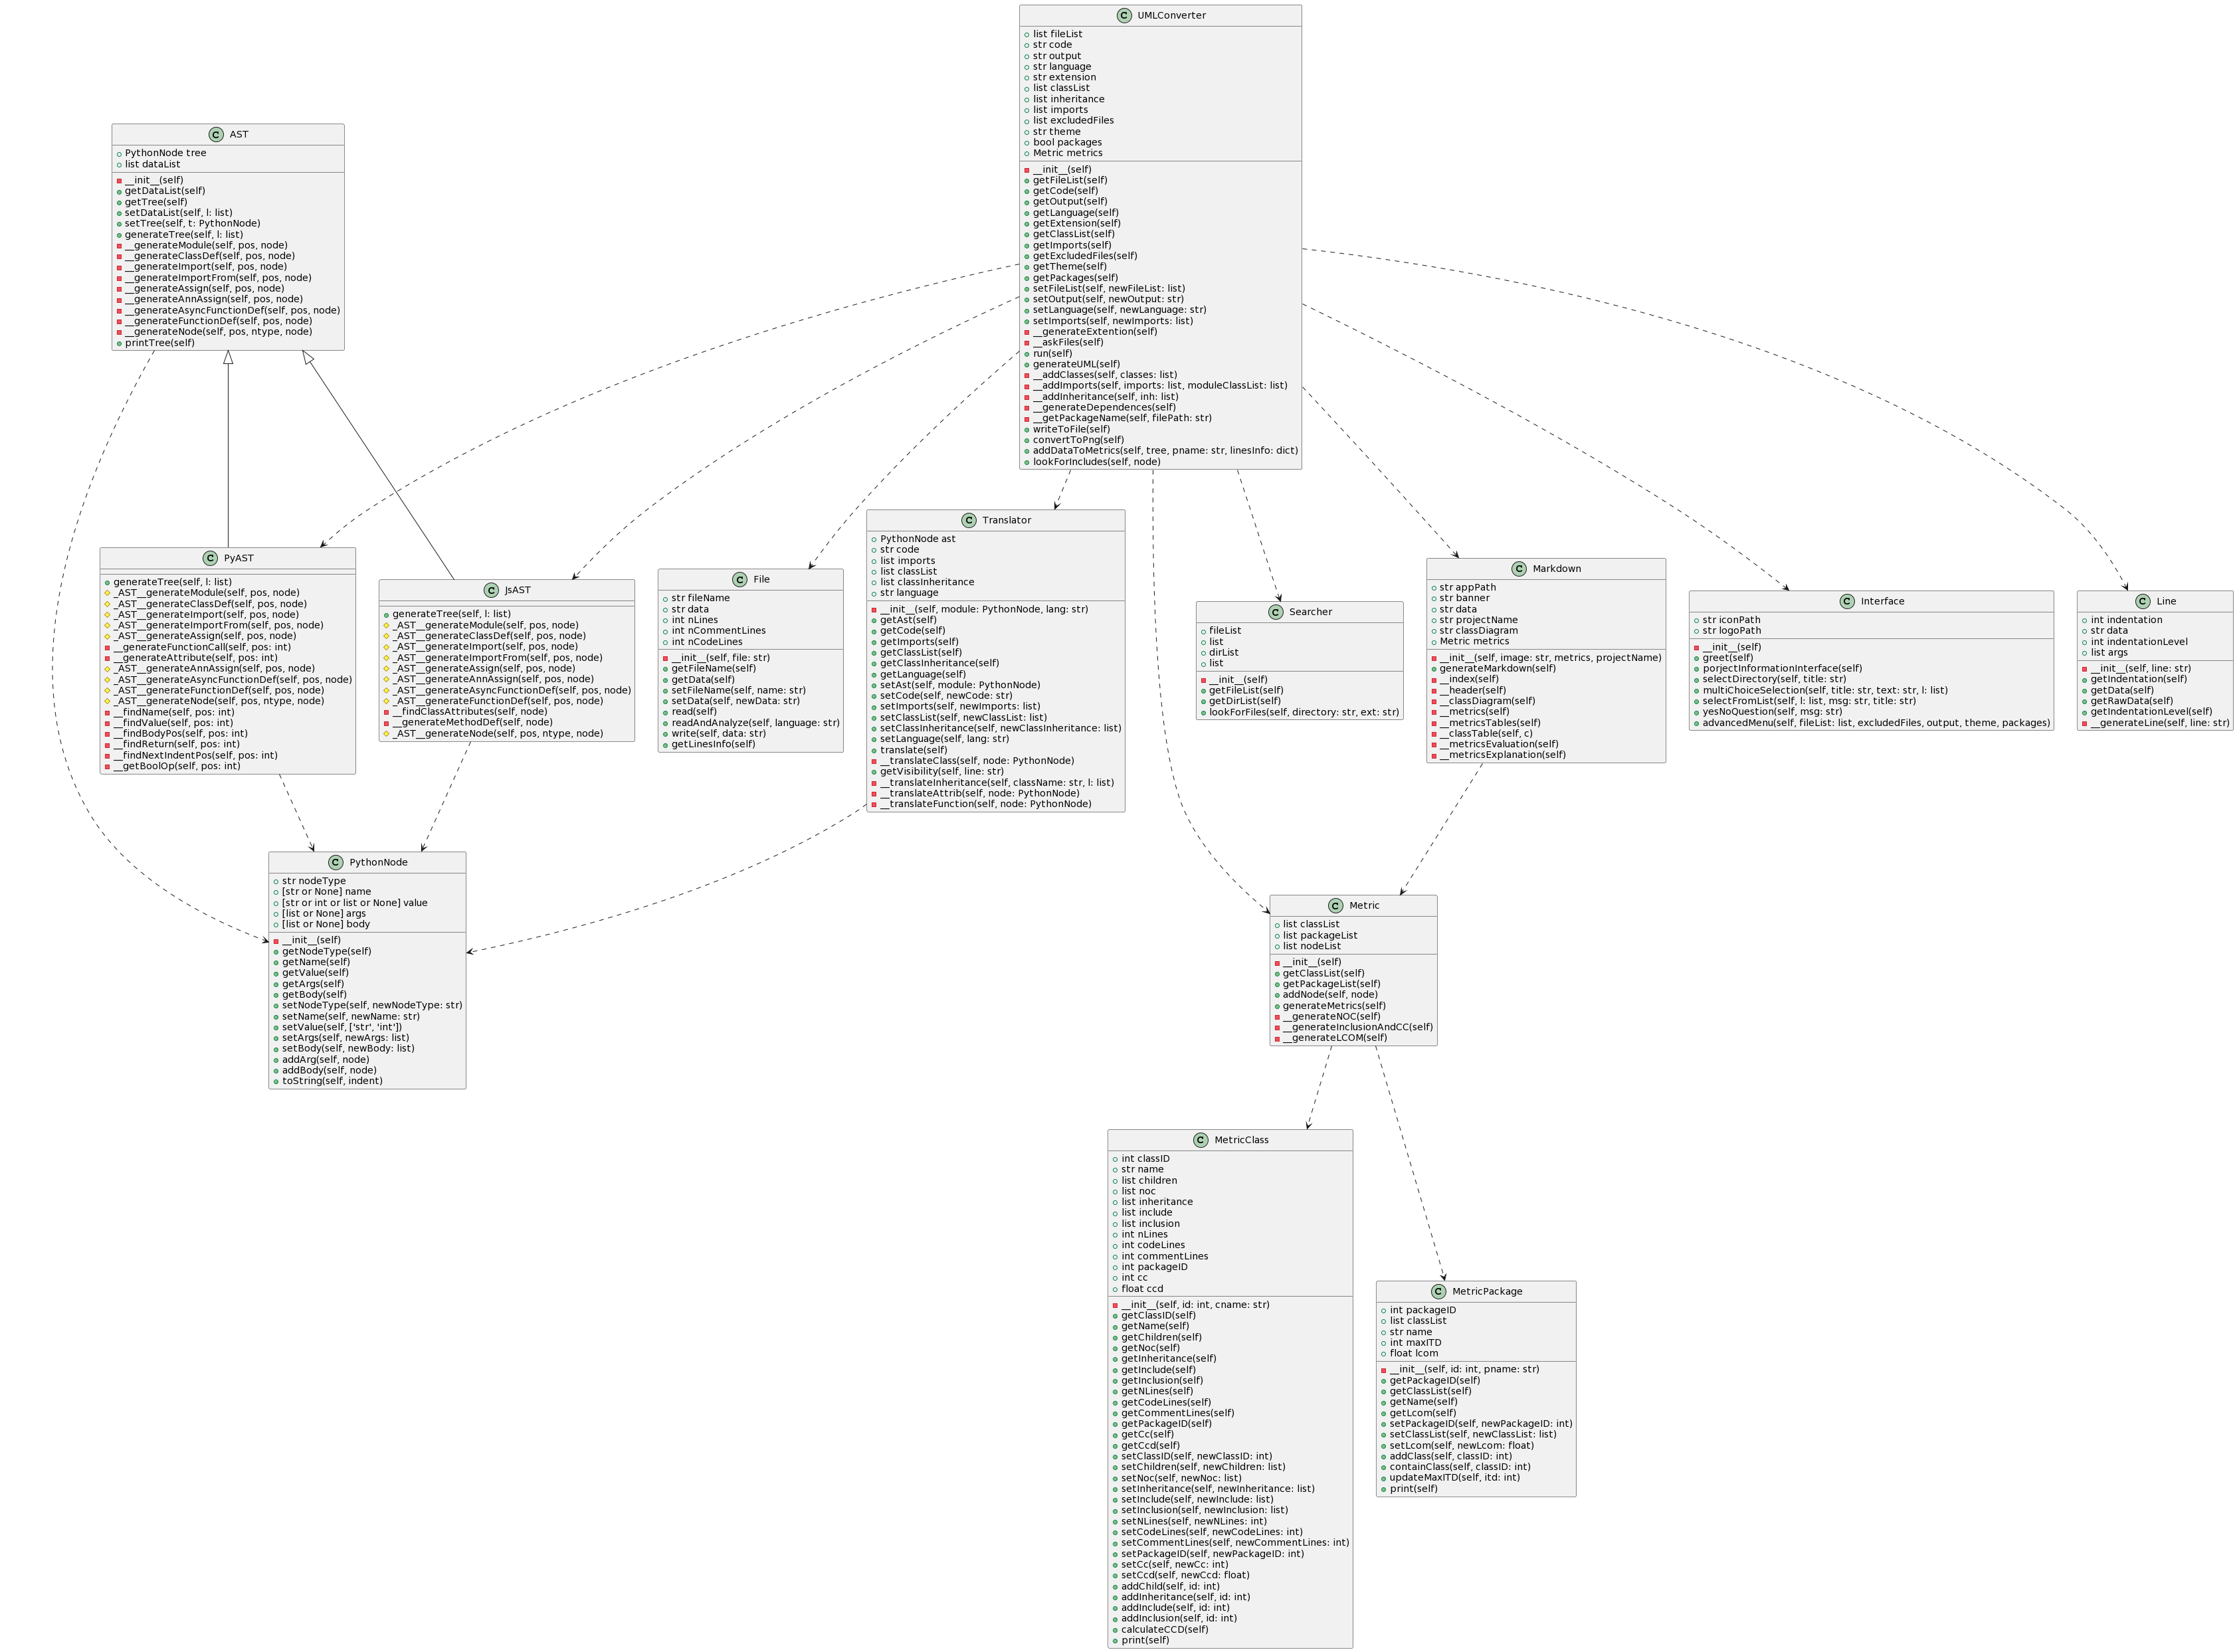 UMLConverter
list fileList
str code
str output
str language
str extension
list classList
list inheritance
list imports
list excludedFiles
str theme
bool packages
Metric metrics
__init__(self)
getFileList(self)
getCode(self)
getOutput(self)
getLanguage(self)
getExtension(self)
getClassList(self)
getImports(self)
getExcludedFiles(self)
getTheme(self)
getPackages(self)
setFileList(self, newFileList: list)
setOutput(self, newOutput: str)
setLanguage(self, newLanguage: str)
setImports(self, newImports: list)
__generateExtention(self)
__askFiles(self)
run(self)
generateUML(self)
__addClasses(self, classes: list)
__addImports(self, imports: list, moduleClassList: list)
__addInheritance(self, inh: list)
__generateDependences(self)
__getPackageName(self, filePath: str)
writeToFile(self)
convertToPng(self)
addDataToMetrics(self, tree, pname: str, linesInfo: dict)
lookForIncludes(self, node)
AST
PythonNode tree
list dataList
__init__(self)
getDataList(self)
getTree(self)
setDataList(self, l: list)
setTree(self, t: PythonNode)
generateTree(self, l: list)
__generateModule(self, pos, node)
__generateClassDef(self, pos, node)
__generateImport(self, pos, node)
__generateImportFrom(self, pos, node)
__generateAssign(self, pos, node)
__generateAnnAssign(self, pos, node)
__generateAsyncFunctionDef(self, pos, node)
__generateFunctionDef(self, pos, node)
__generateNode(self, pos, ntype, node)
printTree(self)
PyAST
generateTree(self, l: list)
_AST__generateModule(self, pos, node)
_AST__generateClassDef(self, pos, node)
_AST__generateImport(self, pos, node)
_AST__generateImportFrom(self, pos, node)
_AST__generateAssign(self, pos, node)
__generateFunctionCall(self, pos: int)
__generateAttribute(self, pos: int)
_AST__generateAnnAssign(self, pos, node)
_AST__generateAsyncFunctionDef(self, pos, node)
_AST__generateFunctionDef(self, pos, node)
_AST__generateNode(self, pos, ntype, node)
__findName(self, pos: int)
__findValue(self, pos: int)
__findBodyPos(self, pos: int)
__findReturn(self, pos: int)
__findNextIndentPos(self, pos: int)
__getBoolOp(self, pos: int)
JsAST
generateTree(self, l: list)
_AST__generateModule(self, pos, node)
_AST__generateClassDef(self, pos, node)
_AST__generateImport(self, pos, node)
_AST__generateImportFrom(self, pos, node)
_AST__generateAssign(self, pos, node)
_AST__generateAnnAssign(self, pos, node)
_AST__generateAsyncFunctionDef(self, pos, node)
_AST__generateFunctionDef(self, pos, node)
__findClassAttributes(self, node)
__generateMethodDef(self, node)
_AST__generateNode(self, pos, ntype, node)
File
str fileName
str data
int nLines
int nCommentLines
int nCodeLines
__init__(self, file: str)
getFileName(self)
getData(self)
setFileName(self, name: str)
setData(self, newData: str)
read(self)
readAndAnalyze(self, language: str)
write(self, data: str)
getLinesInfo(self)
Translator
PythonNode ast
str code
list imports
list classList
list classInheritance
str language
__init__(self, module: PythonNode, lang: str)
getAst(self)
getCode(self)
getImports(self)
getClassList(self)
getClassInheritance(self)
getLanguage(self)
setAst(self, module: PythonNode)
setCode(self, newCode: str)
setImports(self, newImports: list)
setClassList(self, newClassList: list)
setClassInheritance(self, newClassInheritance: list)
setLanguage(self, lang: str)
translate(self)
__translateClass(self, node: PythonNode)
getVisibility(self, line: str)
__translateInheritance(self, className: str, l: list)
__translateAttrib(self, node: PythonNode)
__translateFunction(self, node: PythonNode)
Searcher
fileList
list
dirList
list
__init__(self)
getFileList(self)
getDirList(self)
lookForFiles(self, directory: str, ext: str)
Markdown
str appPath
str banner
str data
str projectName
str classDiagram
Metric metrics
__init__(self, image: str, metrics, projectName)
generateMarkdown(self)
__index(self)
__header(self)
__classDiagram(self)
__metrics(self)
__metricsTables(self)
__classTable(self, c)
__metricsEvaluation(self)
__metricsExplanation(self)
Interface
str iconPath
str logoPath
__init__(self)
greet(self)
porjectInformationInterface(self)
selectDirectory(self, title: str)
multiChoiceSelection(self, title: str, text: str, l: list)
selectFromList(self, l: list, msg: str, title: str)
yesNoQuestion(self, msg: str)
advancedMenu(self, fileList: list, excludedFiles, output, theme, packages)
Line
int indentation
str data
int indentationLevel
list args
__init__(self, line: str)
getIndentation(self)
getData(self)
getRawData(self)
getIndentationLevel(self)
__generateLine(self, line: str)
PythonNode
str nodeType
[str or None] name
[str or int or list or None] value
[list or None] args
[list or None] body
__init__(self)
getNodeType(self)
getName(self)
getValue(self)
getArgs(self)
getBody(self)
setNodeType(self, newNodeType: str)
setName(self, newName: str)
setValue(self, ['str', 'int'])
setArgs(self, newArgs: list)
setBody(self, newBody: list)
addArg(self, node)
addBody(self, node)
toString(self, indent)
Metric
list classList
list packageList
list nodeList
__init__(self)
getClassList(self)
getPackageList(self)
addNode(self, node)
generateMetrics(self)
__generateNOC(self)
__generateInclusionAndCC(self)
__generateLCOM(self)
MetricClass
int classID
str name
list children
list noc
list inheritance
list include
list inclusion
int nLines
int codeLines
int commentLines
int packageID
int cc
float ccd
__init__(self, id: int, cname: str)
getClassID(self)
getName(self)
getChildren(self)
getNoc(self)
getInheritance(self)
getInclude(self)
getInclusion(self)
getNLines(self)
getCodeLines(self)
getCommentLines(self)
getPackageID(self)
getCc(self)
getCcd(self)
setClassID(self, newClassID: int)
setChildren(self, newChildren: list)
setNoc(self, newNoc: list)
setInheritance(self, newInheritance: list)
setInclude(self, newInclude: list)
setInclusion(self, newInclusion: list)
setNLines(self, newNLines: int)
setCodeLines(self, newCodeLines: int)
setCommentLines(self, newCommentLines: int)
setPackageID(self, newPackageID: int)
setCc(self, newCc: int)
setCcd(self, newCcd: float)
addChild(self, id: int)
addInheritance(self, id: int)
addInclude(self, id: int)
addInclusion(self, id: int)
calculateCCD(self)
print(self)
MetricPackage
int packageID
list classList
str name
int maxITD
float lcom
__init__(self, id: int, pname: str)
getPackageID(self)
getClassList(self)
getName(self)
getLcom(self)
setPackageID(self, newPackageID: int)
setClassList(self, newClassList: list)
setLcom(self, newLcom: float)
addClass(self, classID: int)
containClass(self, classID: int)
updateMaxITD(self, itd: int)
print(self)